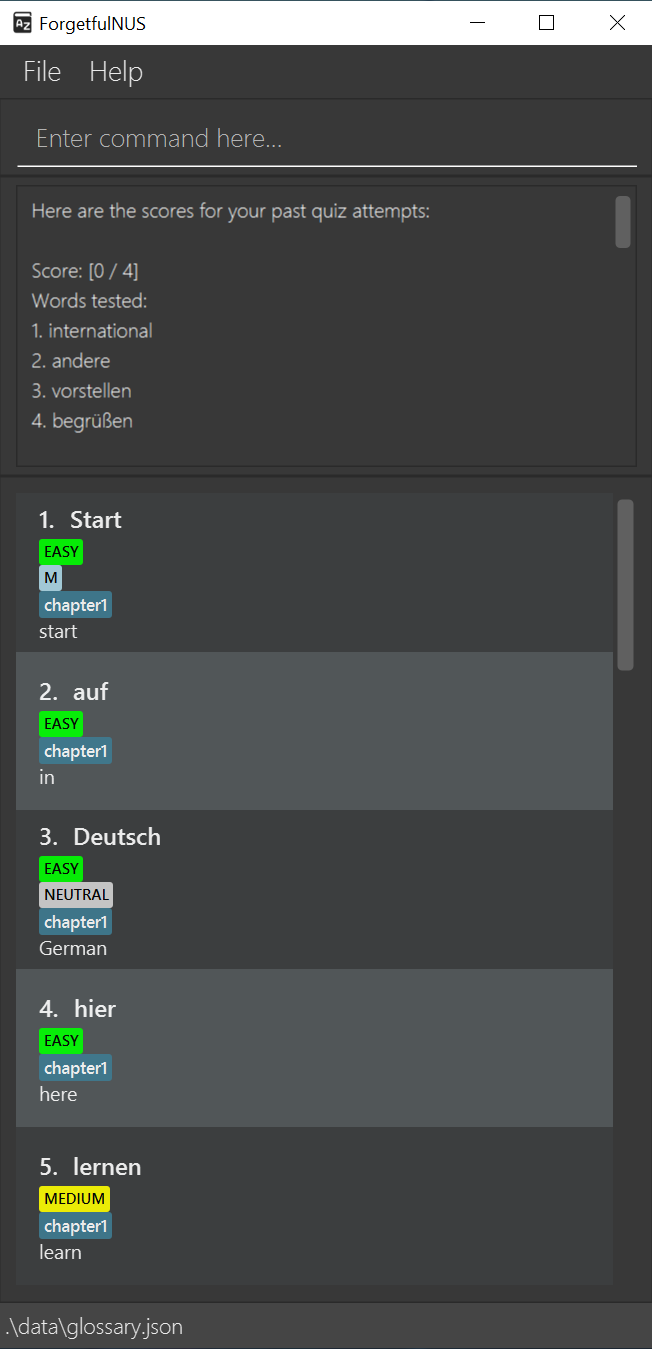 ForgetfulNUS
File Help
Enter command here...
Here are the scores for your past quiz attempts:
Score: [0 / 4]
Words tested:
1. international
2. andere
3. vorstellen
4. begrüßen
1. Start
EASY
M
chapter1
start
2. auf
EASY
chapter1
in
3. Deutsch
EASY
NEUTRAL
chapter1
German
4. hier
EASY
chapter1
here
5. lernen
MEDIUM
chapter1
learn
.\data\glossary.json